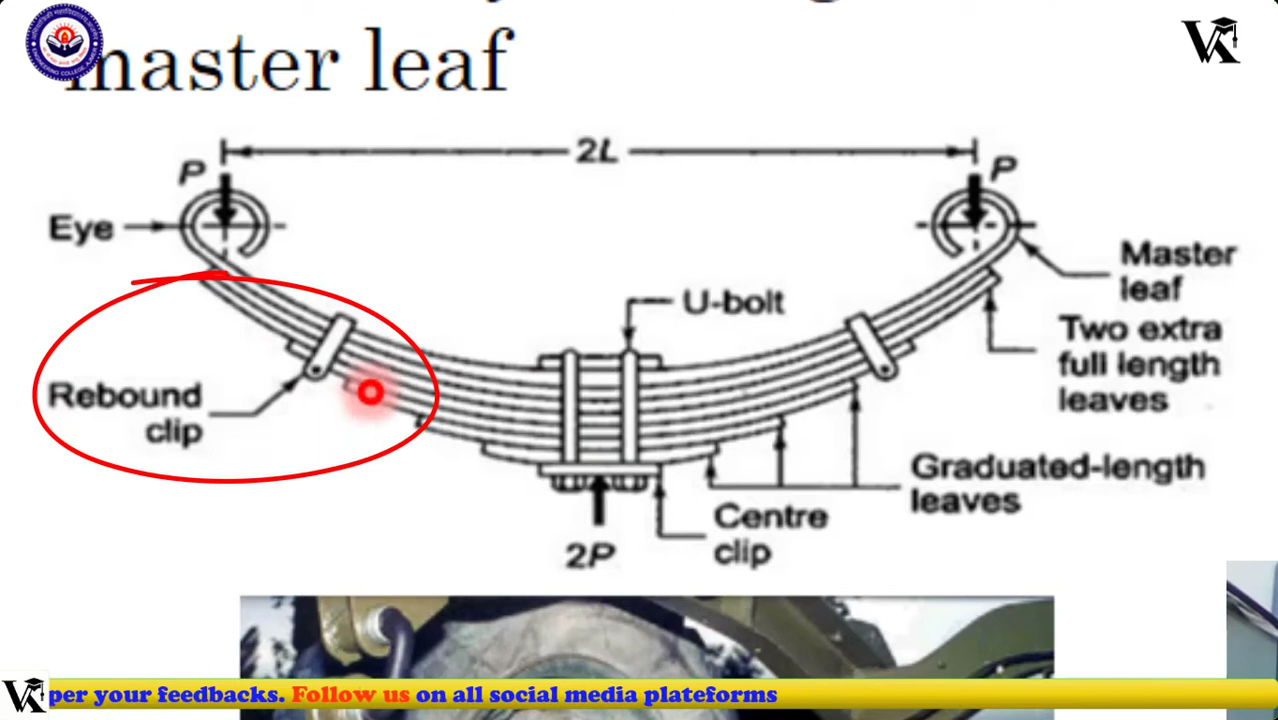 master leaf
2L
P
P
Eye
Master
leaf
U-bolt
Two extra
full length
leaves
Rebound
clip
Graduated-length
leaves
Centre
clip
2P
per your feedbacks. Follow us on all social media plateforms